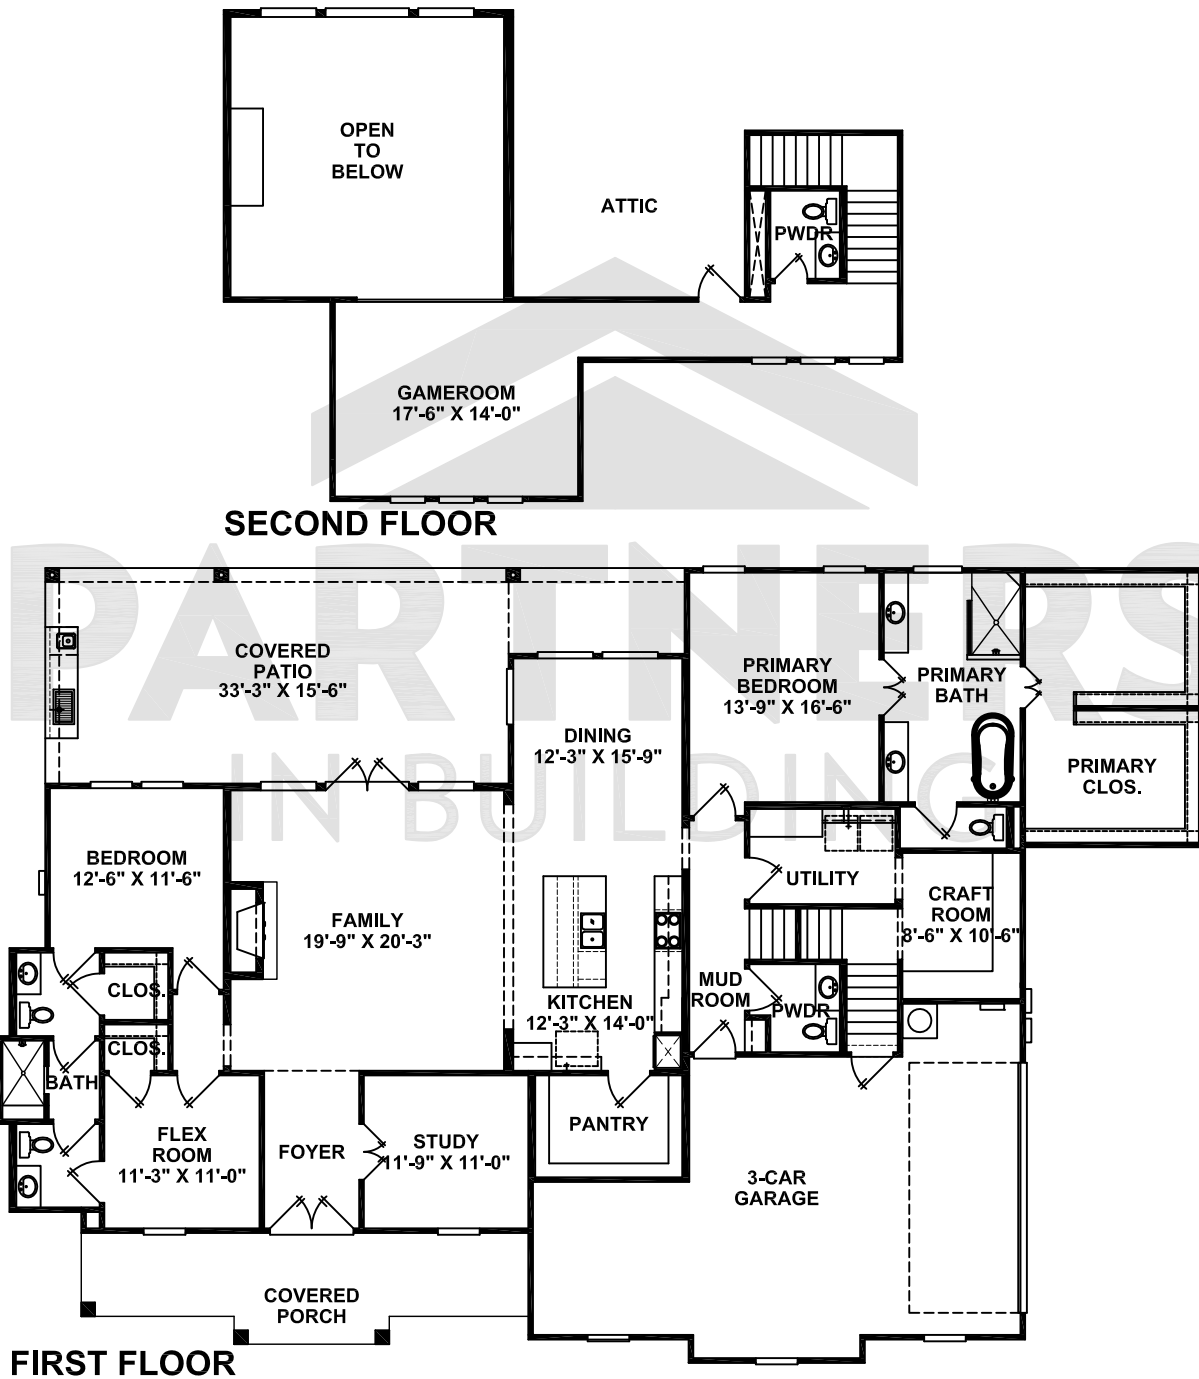 OPEN
TO
BELOW
ATTIC
PWDR
GAMEROOM
17'-6" X 14'-0"
SECOND FLOOR
PARTNERS
IN BUILDING
COVERED
PATIO
33'-3" X 15'-6"
PRIMARY
BEDROOM
13'-9" X 16'-6"
PRIMARY
BATH
DINING
12'-3" X 15'-9"
PRIMARY
CLOS.
BEDROOM
12'-6" X 11'-6"
UTILITY
CRAFT
ROOM
8'-6" X 10'-6"
FAMILY
19'-9" X 20'-3"
CLOS.
MUD
ROOM
KITCHEN
12'-3" X 14'-0"
PWDR
CLOS.
BATH
PANTRY
FLEX
ROOM
11'-3" X 11'-0"
FOYER
STUDY
11'-9" X 11'-0"
3-CAR
GARAGE
COVERED
PORCH
FIRST FLOOR